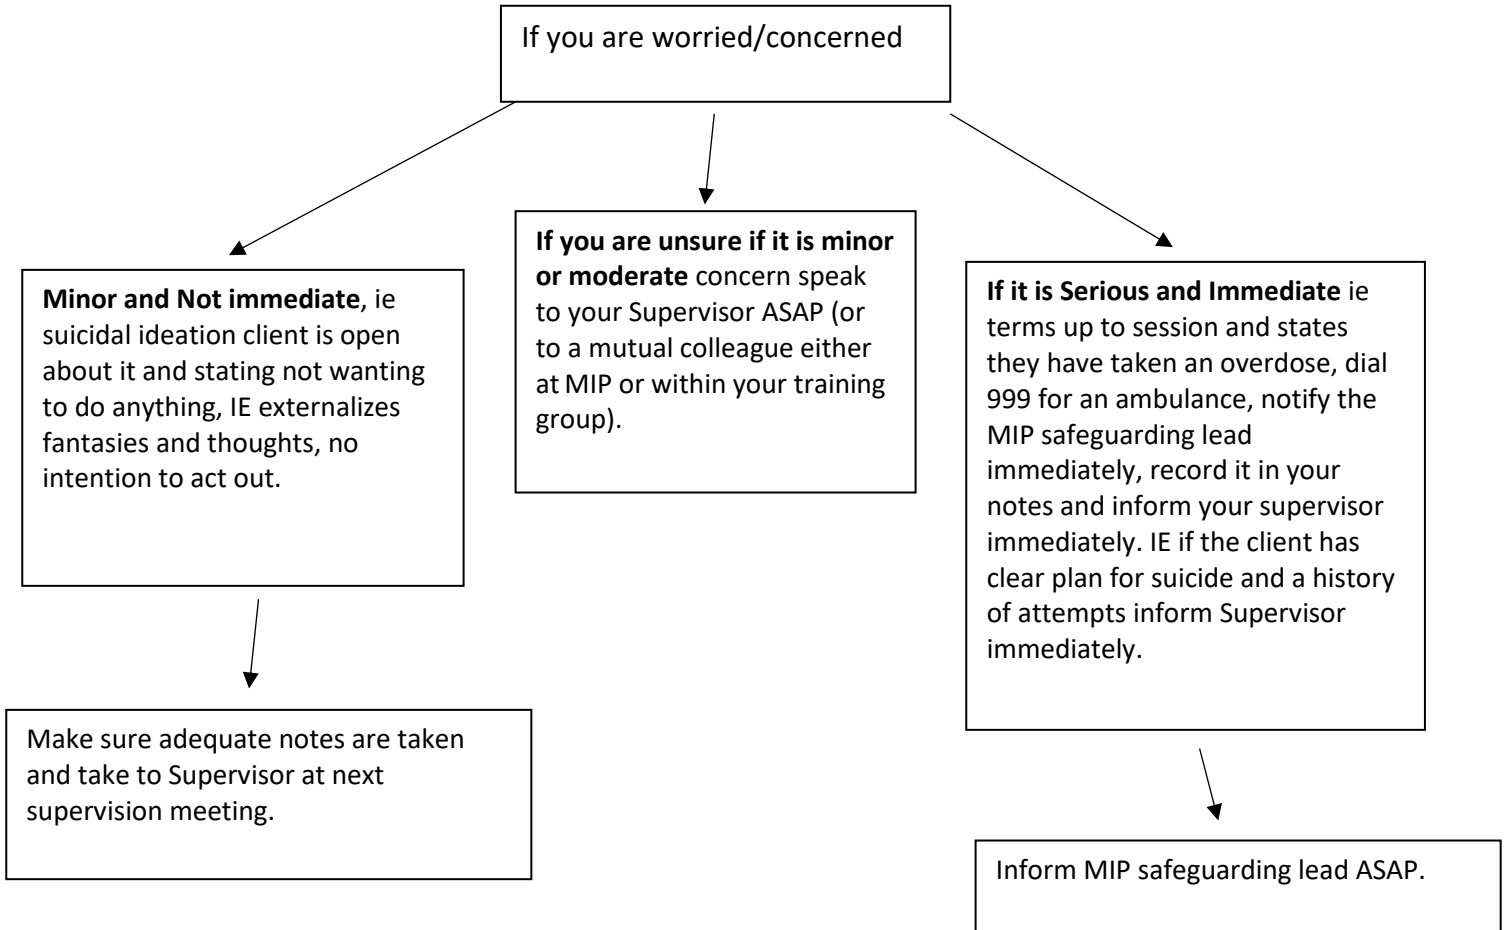 If you are worried/concerned
Minor and Not immediate, ie
suicidal ideation client is open
about it and stating not wanting
to do anything, IE externalizes
fantasies and thoughts, no
intention to act out.
If you are unsure if it is minor
or moderate concern speak
to your Supervisor ASAP (or
to a mutual colleague either
at MIP or within your training
group).
If it is Serious and Immediate ie
terms up to session and states
they have taken an overdose, dial
999 for an ambulance, notify the
MIP safeguarding lead
immediately, record it in your
notes and inform your supervisor
immediately. IE if the client has
clear plan for suicide and a history
of attempts inform Supervisor
immediately.
Make sure adequate notes are taken
and take to Supervisor at next
supervision meeting.
Inform MIP safeguarding lead ASAP.